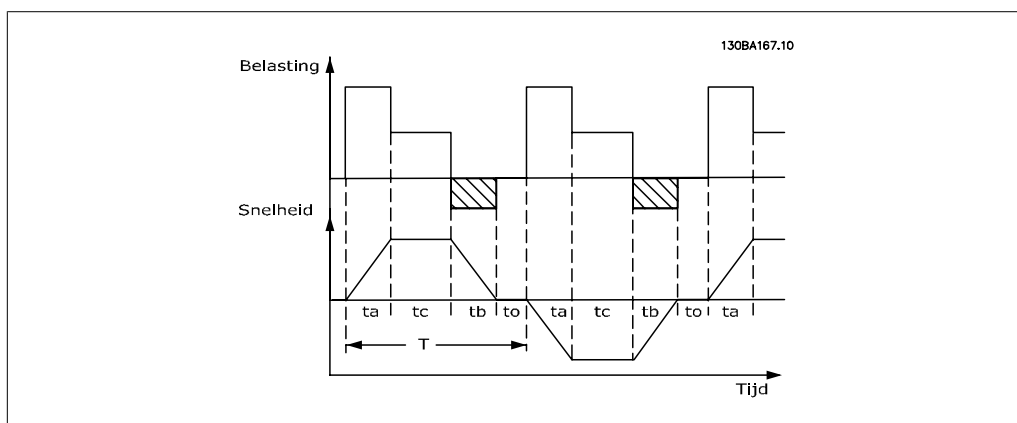 130BA167.10
Belasting
Snelheid
ta tc tb to ta tc tb to ta
T
Tijd